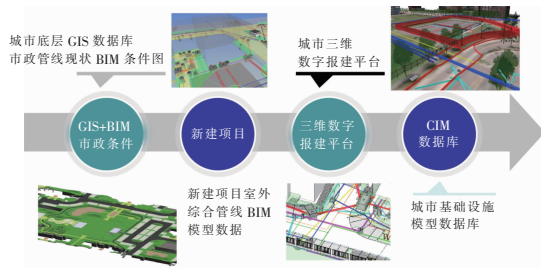 城市底层 GIS 数据库
市政管线现状 BIM 条件图
城市三维
数字报建平台
GIS+BIM
市政条件
新建项目
三维数字
报建平台
CIM
数据库
新建项目室外
综合管线 BIM
模型数据
城市基础设施
模型数据库